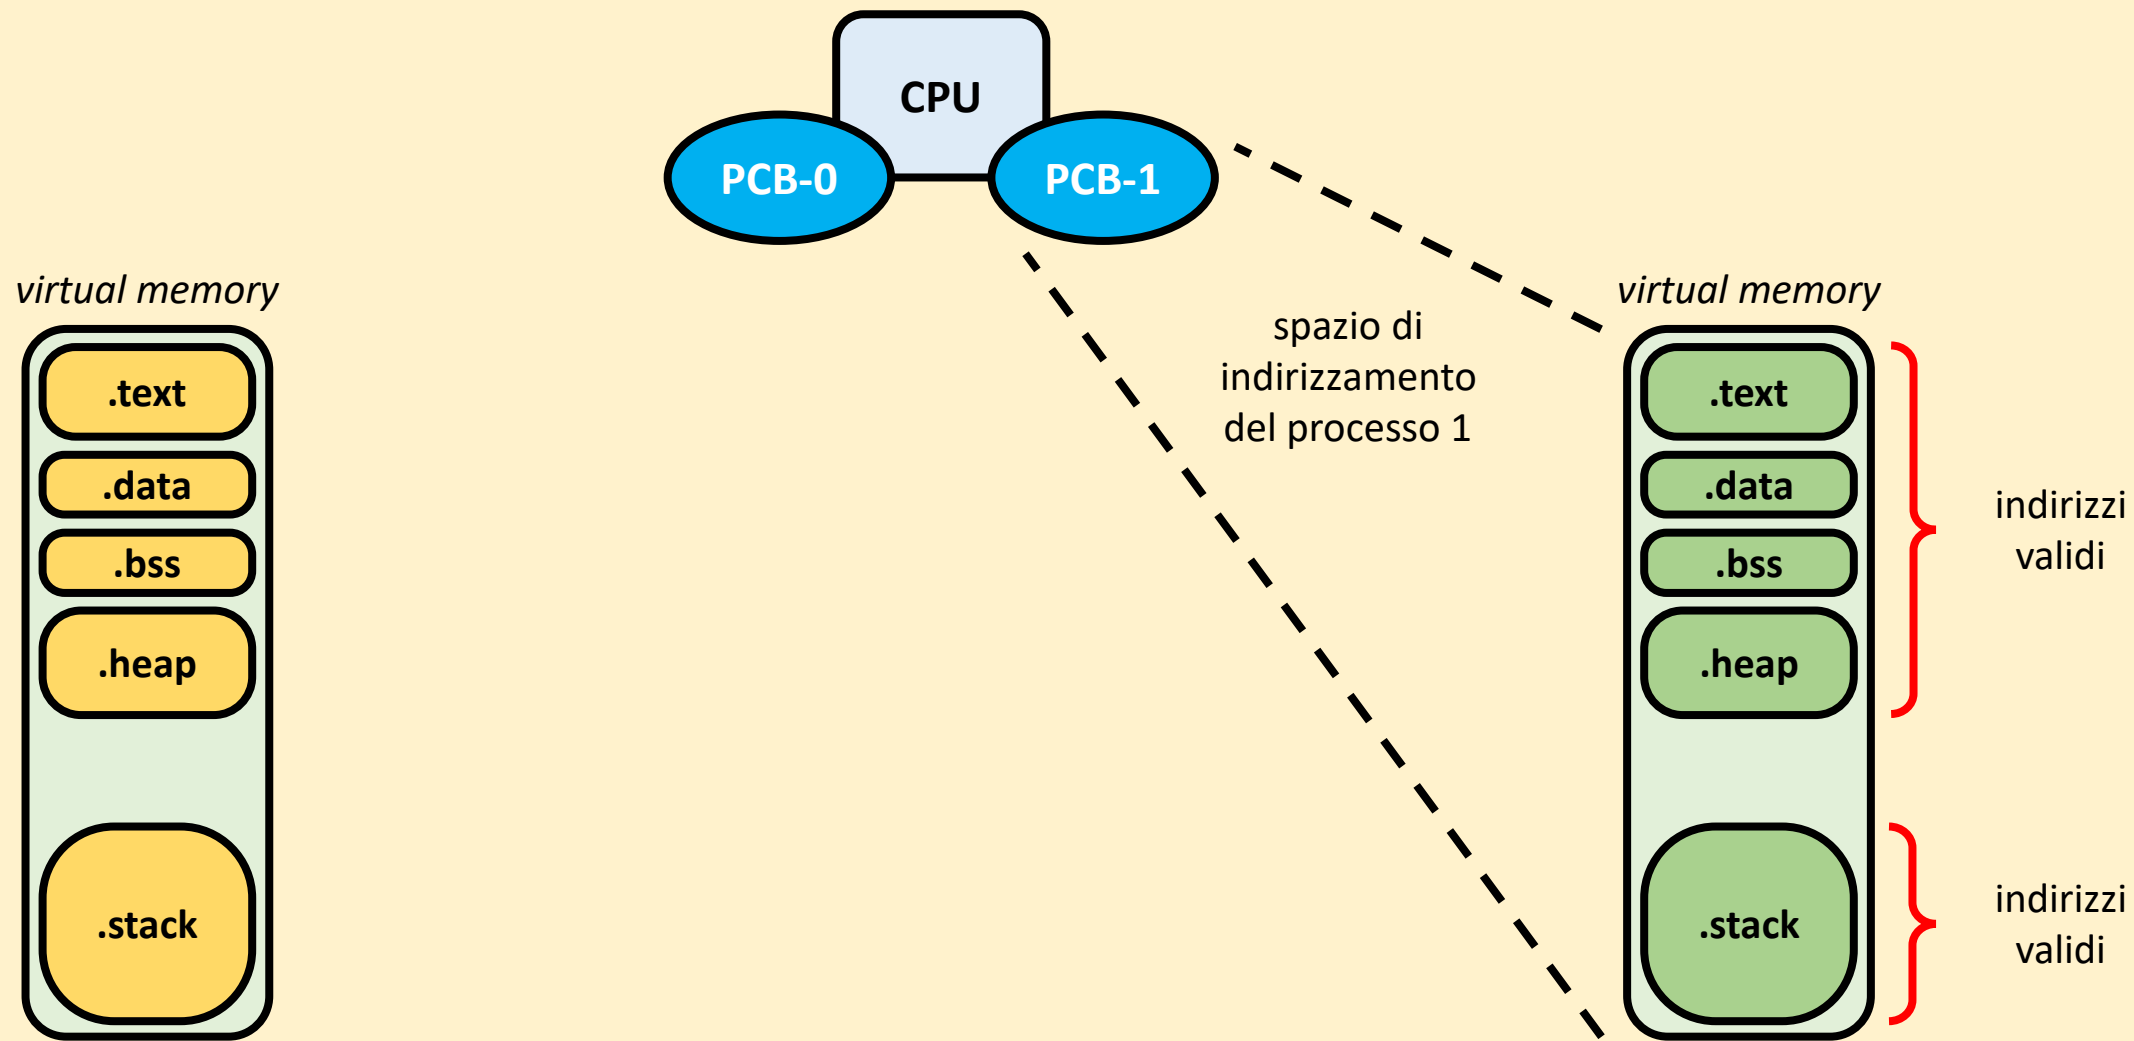 CPU
PCB-0
PCB-1
virtual memory
.text
.data
.bss
.heap
.stack
spazio di
indirizzamento
del processo 1
virtual memory
.text
.data
.bss
.heap
.stack
indirizzi
validi
indirizzi
validi